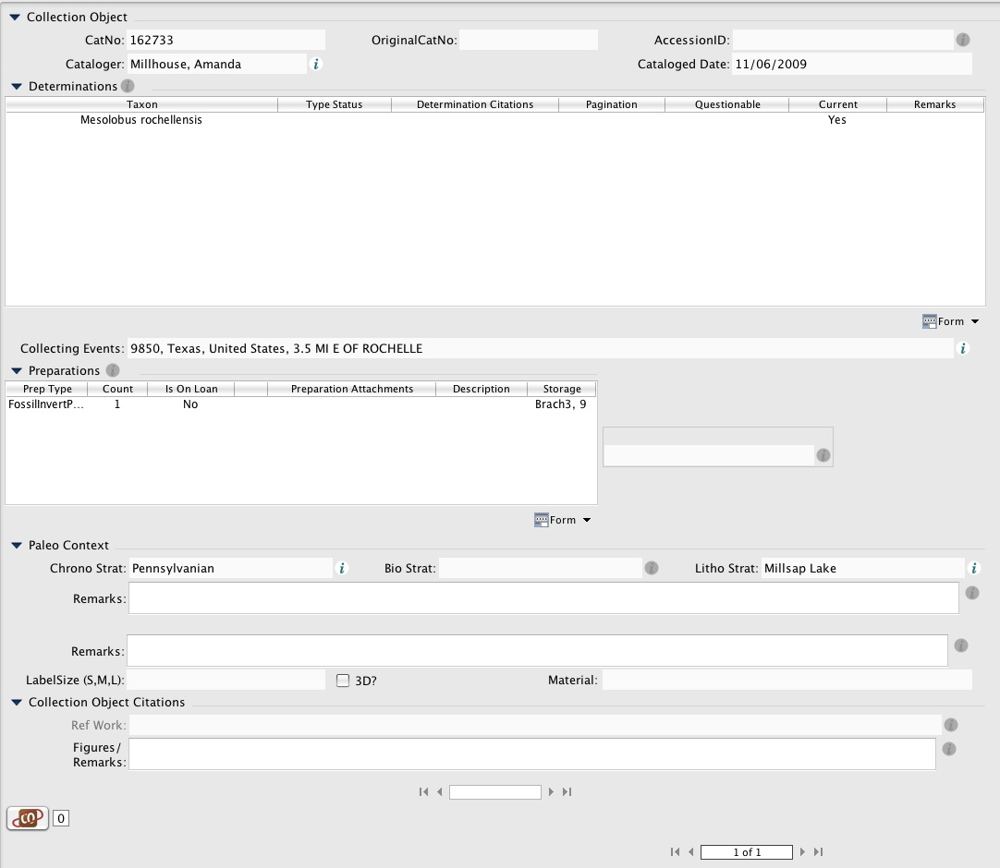 Collection Object
CatNo: 162733 OriginalCatNo: AccessionID:
Cataloger: Millhouse, Amanda Cataloged Date: 11/06/2009
Determinations
Taxon Type Status Determination Citations Pagination Questionable Current Remarks
Mesolobus rochellensis Yes
Form
Collecting Events: 9850, Texas, United States, 3.5 MI E OF ROCHELLE
Preparations
Prep Type Count Is On Loan Preparation Attachments Description Storage
FossilInvertP... 1 No Brach3, 9
Form
Paleo Context
Chrono Strat: Pennsylvanian Bio Strat: Litho Strat: Millsap Lake
Remarks:
Remarks:
LabelSize (S,M,L): 3D? Material:
Collection Object Citations
Ref Work:
Figures/
Remarks:
CO 0
1 of 1